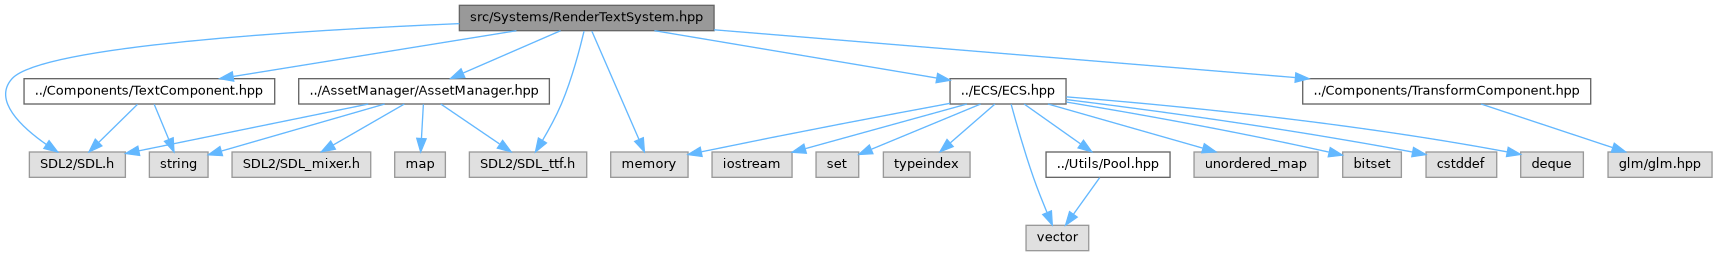 src/Systems/RenderTextSystem.hpp
../Components/TextComponent.hpp
../AssetManager/AssetManager.hpp
../ECS/ECS.hpp
../Components/TransformComponent.hpp
SDL2/SDL.h
string
SDL2/SDL_mixer.h
map
SDL2/SDL_ttf.h
memory
iostream
set
typeindex
../Utils/Pool.hpp
unordered_map
bitset
cstddef
deque
glm/glm.hpp
vector